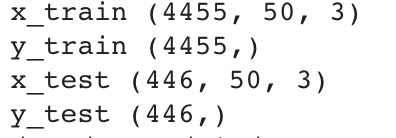 x_train (4455, 50, 3)
y_train (4455,)
x_test (446, 50, 3)
y_test (446,)